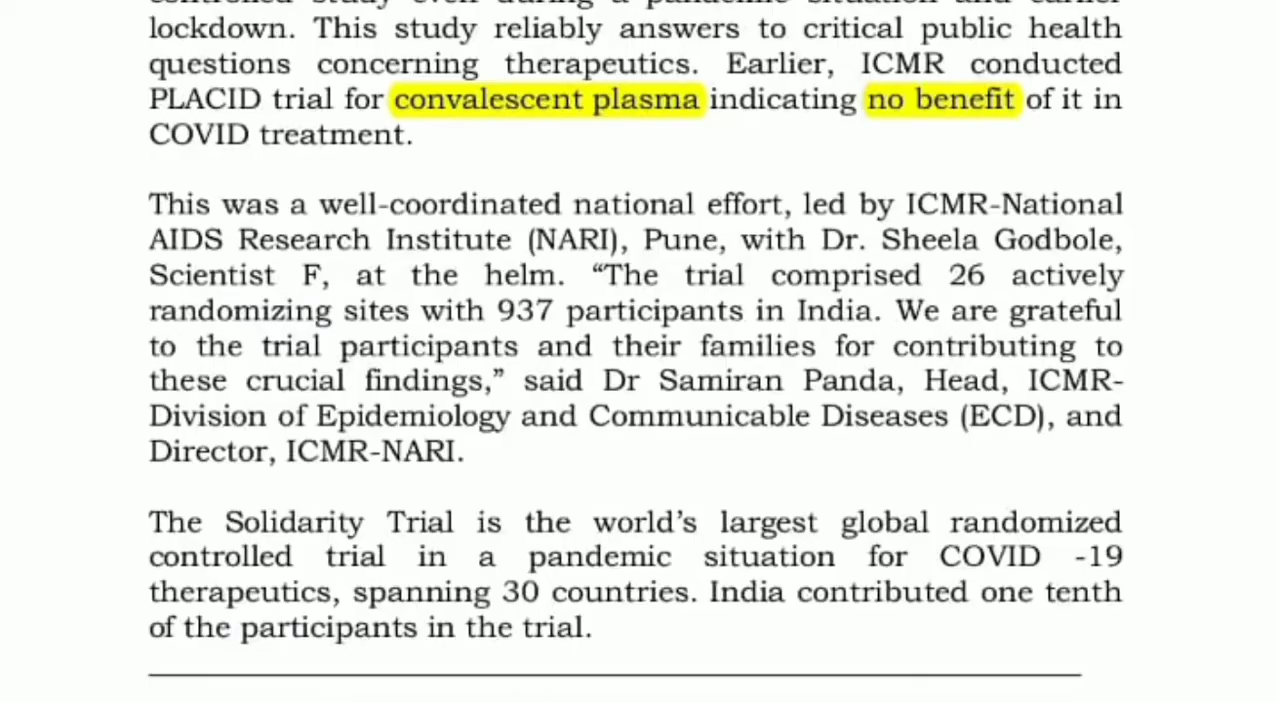 lockdown. This study reliably answers to critical public health
questions concerning therapeutics. Earlier, ICMR conducted
PLACID trial for convalescent plasma indicating no benefit of it in
COVID treatment.
This was a well-coordinated national effort, led by ICMR-National
AIDS Research Institute (NARI), Pune, with Dr. Sheela Godbole,
Scientist F, at the helm. “The trial comprised 26 actively
randomizing sites with 937 participants in India. We are grateful
to the trial participants and their families for contributing to
these crucial findings,” said Dr Samiran Panda, Head, ICMR-
Division of Epidemiology and Communicable Diseases (ECD), and
Director, ICMR-NARI.
The Solidarity Trial is the world’s largest global randomized
controlled trial in a pandemic situation for COVID -19
therapeutics, spanning 30 countries. India contributed one tenth
of the participants in the trial.